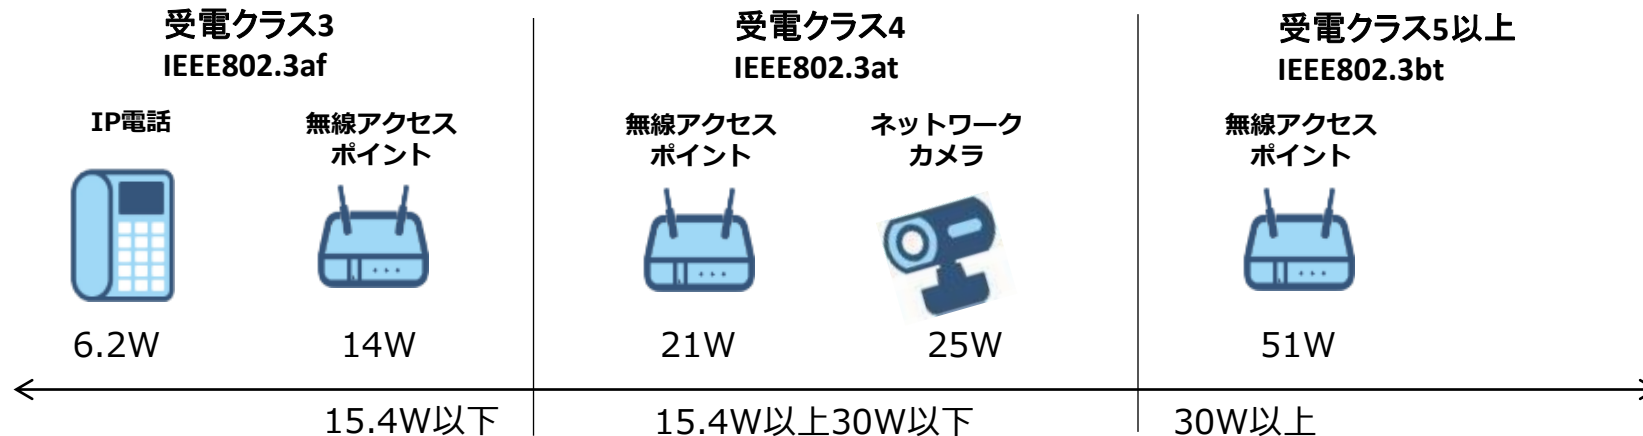 受電クラス3
IEEE802.3af
受電クラス4
IEEE802.3at
受電クラス5以上
IEEE802.3bt
IP電話
無線アクセス
ポイント
無線アクセス
ポイント
ネットワーク
カメラ
無線アクセス
ポイント
6.2W
14W
21W
25W
51W
15.4W以下
15.4W以上30W以下
30W以上